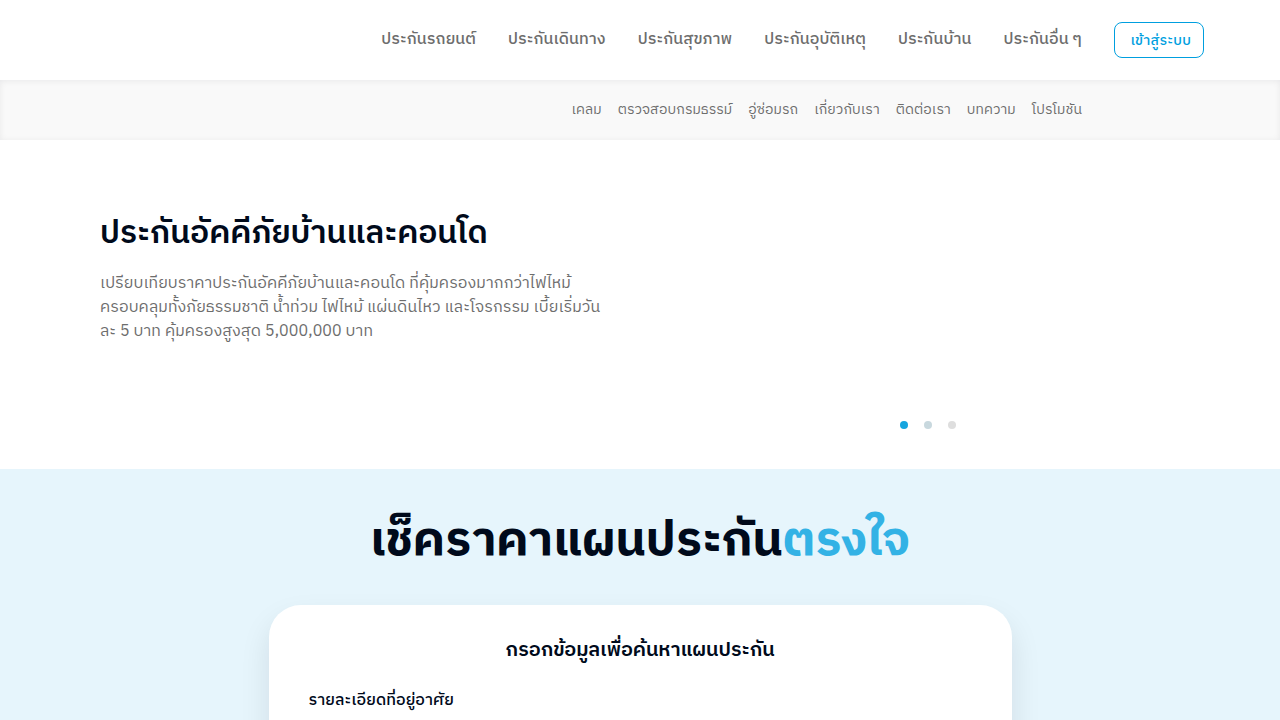 ประกันรถยนต์ ประกันเดินทาง ประกันสุขภาพ ประกันอุบัติเหตุ ประกันบ้าน ประกันอื่น ๆ เข้าสู่ระบบ
เคลม ตรวจสอบกรมธรรม์ อู่ซ่อมรถ เกี่ยวกับเรา ติดต่อเรา บทความ โปรโมชัน
ประกันอัคคีภัยบ้านและคอนโด
เปรียบเทียบราคาประกันอัคคีภัยบ้านและคอนโด ที่คุ้มครองมากกว่าไฟไหม้
ครอบคลุมทั้งภัยธรรมชาติ น้ำท่วม ไฟไหม้ แผ่นดินไหว และโจรกรรม เบี้ยเริ่มวัน
ละ 5 บาท คุ้มครองสูงสุด 5,000,000 บาท
เช็คราคาแผนประกันตรงใจ
กรอกข้อมูลเพื่อค้นหาแผนประกัน
รายละเอียดที่อยู่อาศัย